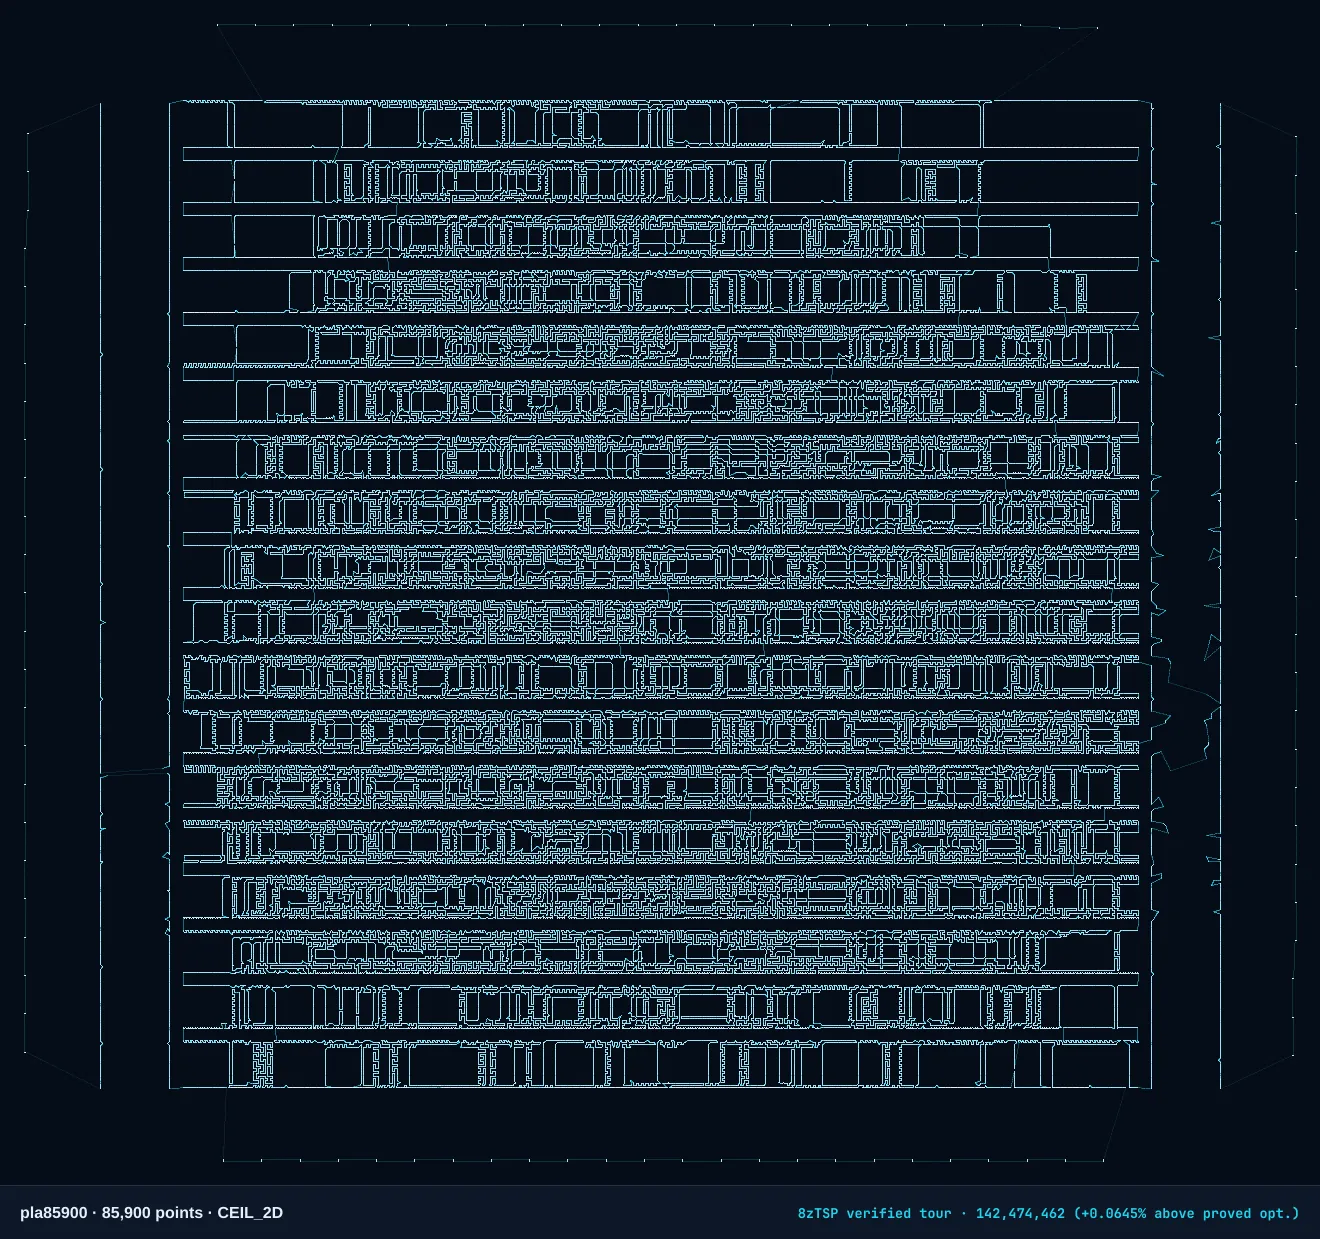 pla85900 · 85,900 points · CEIL_2D
8zTSP verified tour · 142,474,462 (+0.0645% above proved opt.)